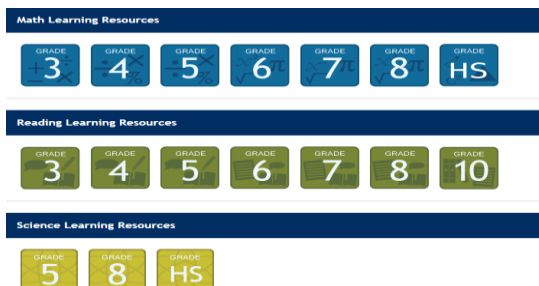 Math Learning Resources
GRADE GRADE GRADE GRADE GRADE GRADE GRADE
3 4 5 6 7 8 HS
Reading Learning Resources
GRADE GRADE GRADE GRADE GRADE GRADE GRADE
3 4 5 6 7 8 10
Science Learning Resources
GRADE GRADE GRADE
5 8 HS